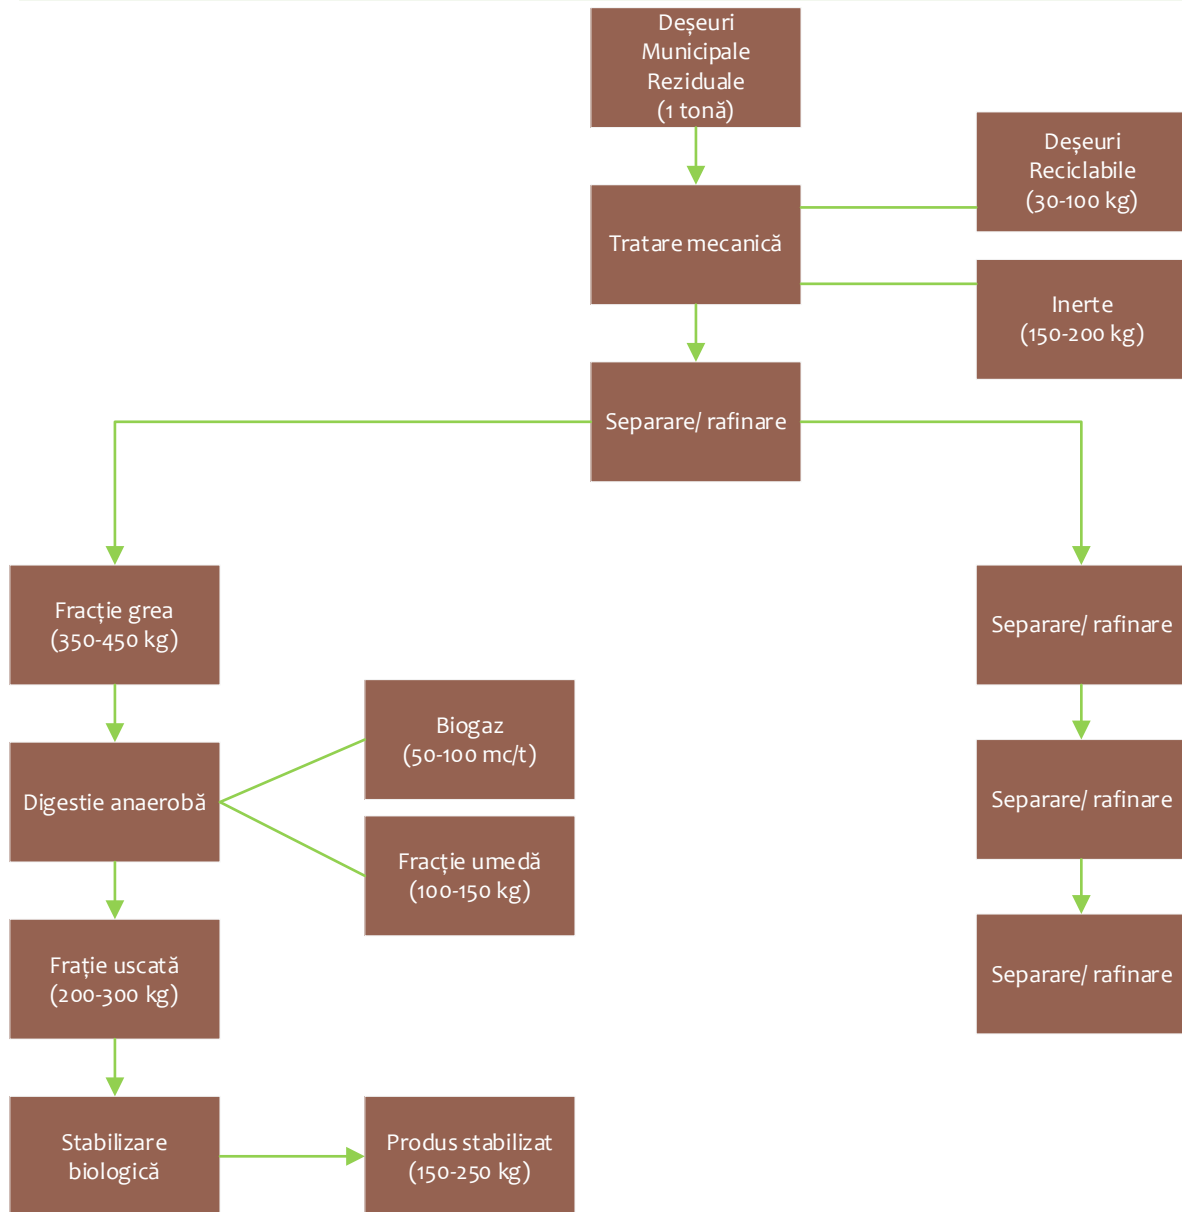 Deșeuri
Municipale
Reziduale
(1 tonă)
Deșeuri
Reciclabile
(30-100 kg)
Tratare mecanică
Inerte
(150-200 kg)
Separare/ rafinare
Fracție grea
(350-450 kg)
Separare/ rafinare
Biogaz
(50-100 mc/t)
Digestie anaerobă
Separare/ rafinare
Fracție umedă
(100-150 kg)
Frație uscată
(200-300 kg)
Separare/ rafinare
Stabilizare
biologică
Produs stabilizat
(150-250 kg)